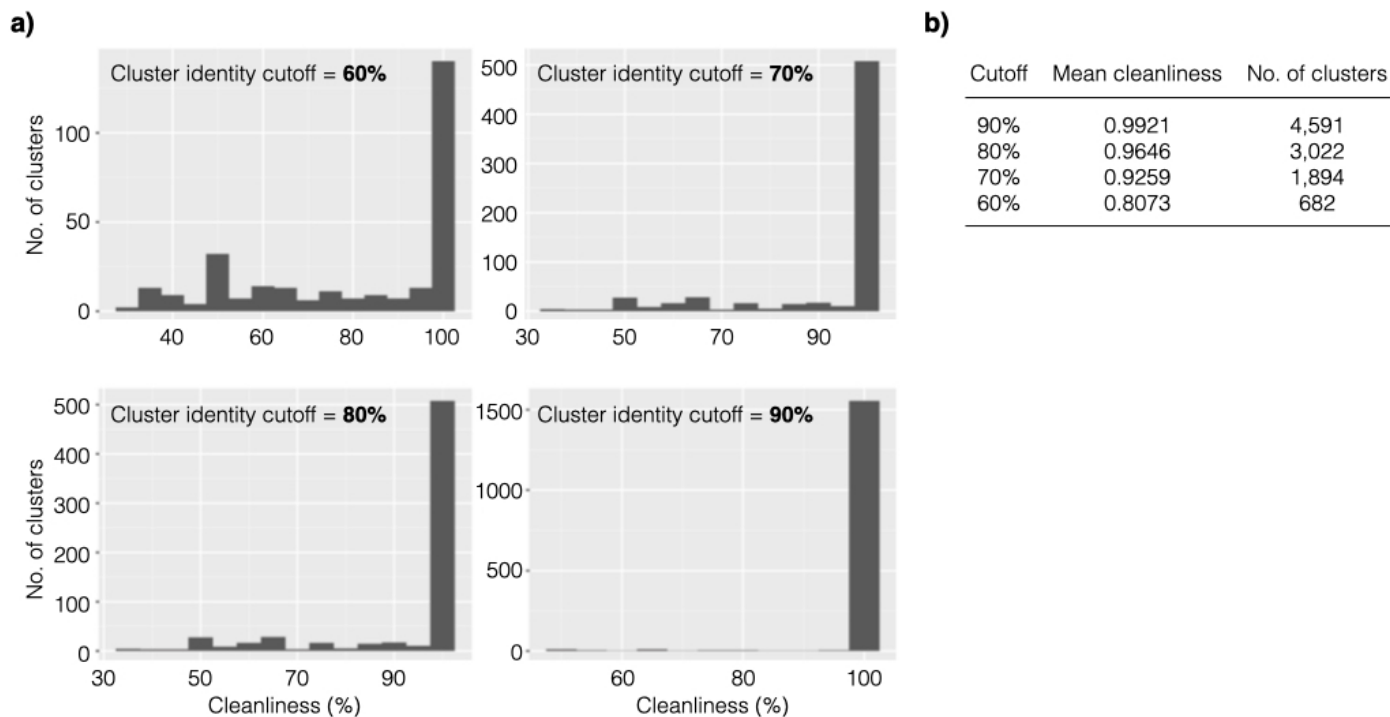 a)
Cluster identity cutoff = 60%
No. of clusters
100
50
0
40 60 80 100
Cluster identity cutoff = 70%
500
400
300
200
100
0
30 50 70 90
Cluster identity cutoff = 80%
No. of clusters
500
400
300
200
100
0
30 50 70 90
Cleanliness (%)
Cluster identity cutoff = 90%
1500
1000
500
0
60 80 100
Cleanliness (%)
b)
Cutoff Mean cleanliness No. of clusters
90% 0.9921 4,591
80% 0.9646 3,022
70% 0.9259 1,894
60% 0.8073 682